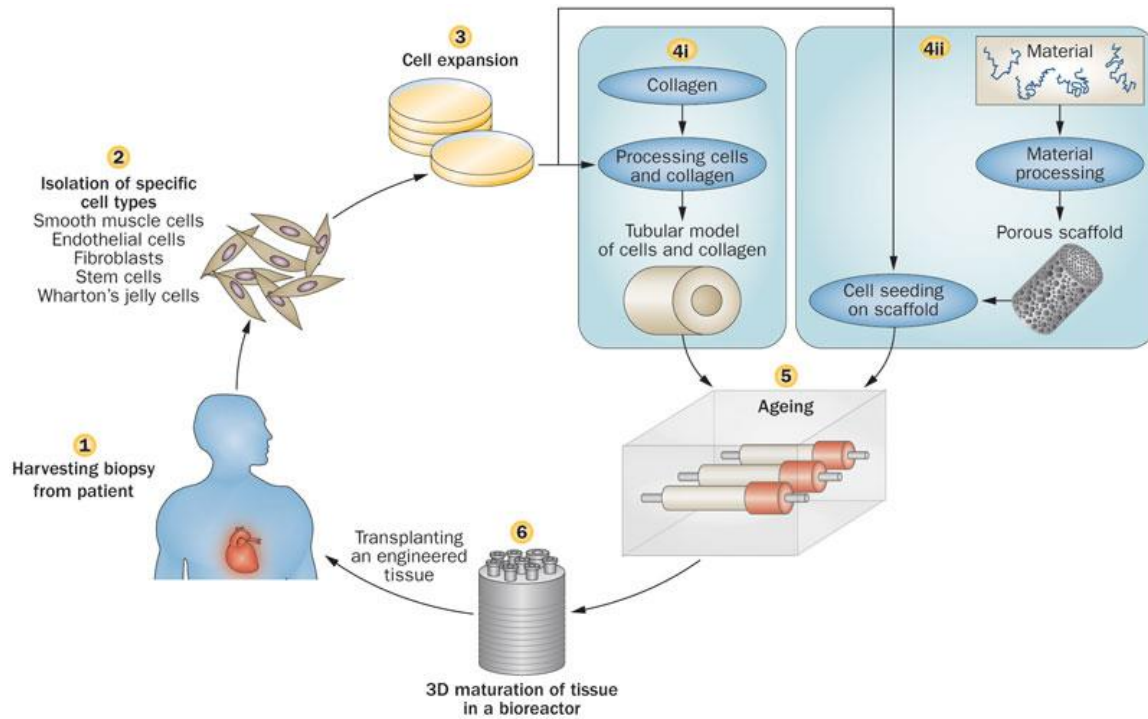 1
Harvesting biopsy
from patient
2
Isolation of specific
cell types
Smooth muscle cells
Endothelial cells
Fibroblasts
Stem cells
Wharton's jelly cells
3
Cell expansion
4i
Collagen
Processing cells
and collagen
Tubular model
of cells and collagen
4ii
Material
Material
processing
Porous scaffold
Cell seeding
on scaffold
5
Ageing
6
3D maturation of tissue
in a bioreactor
Transplanting
an engineered
tissue